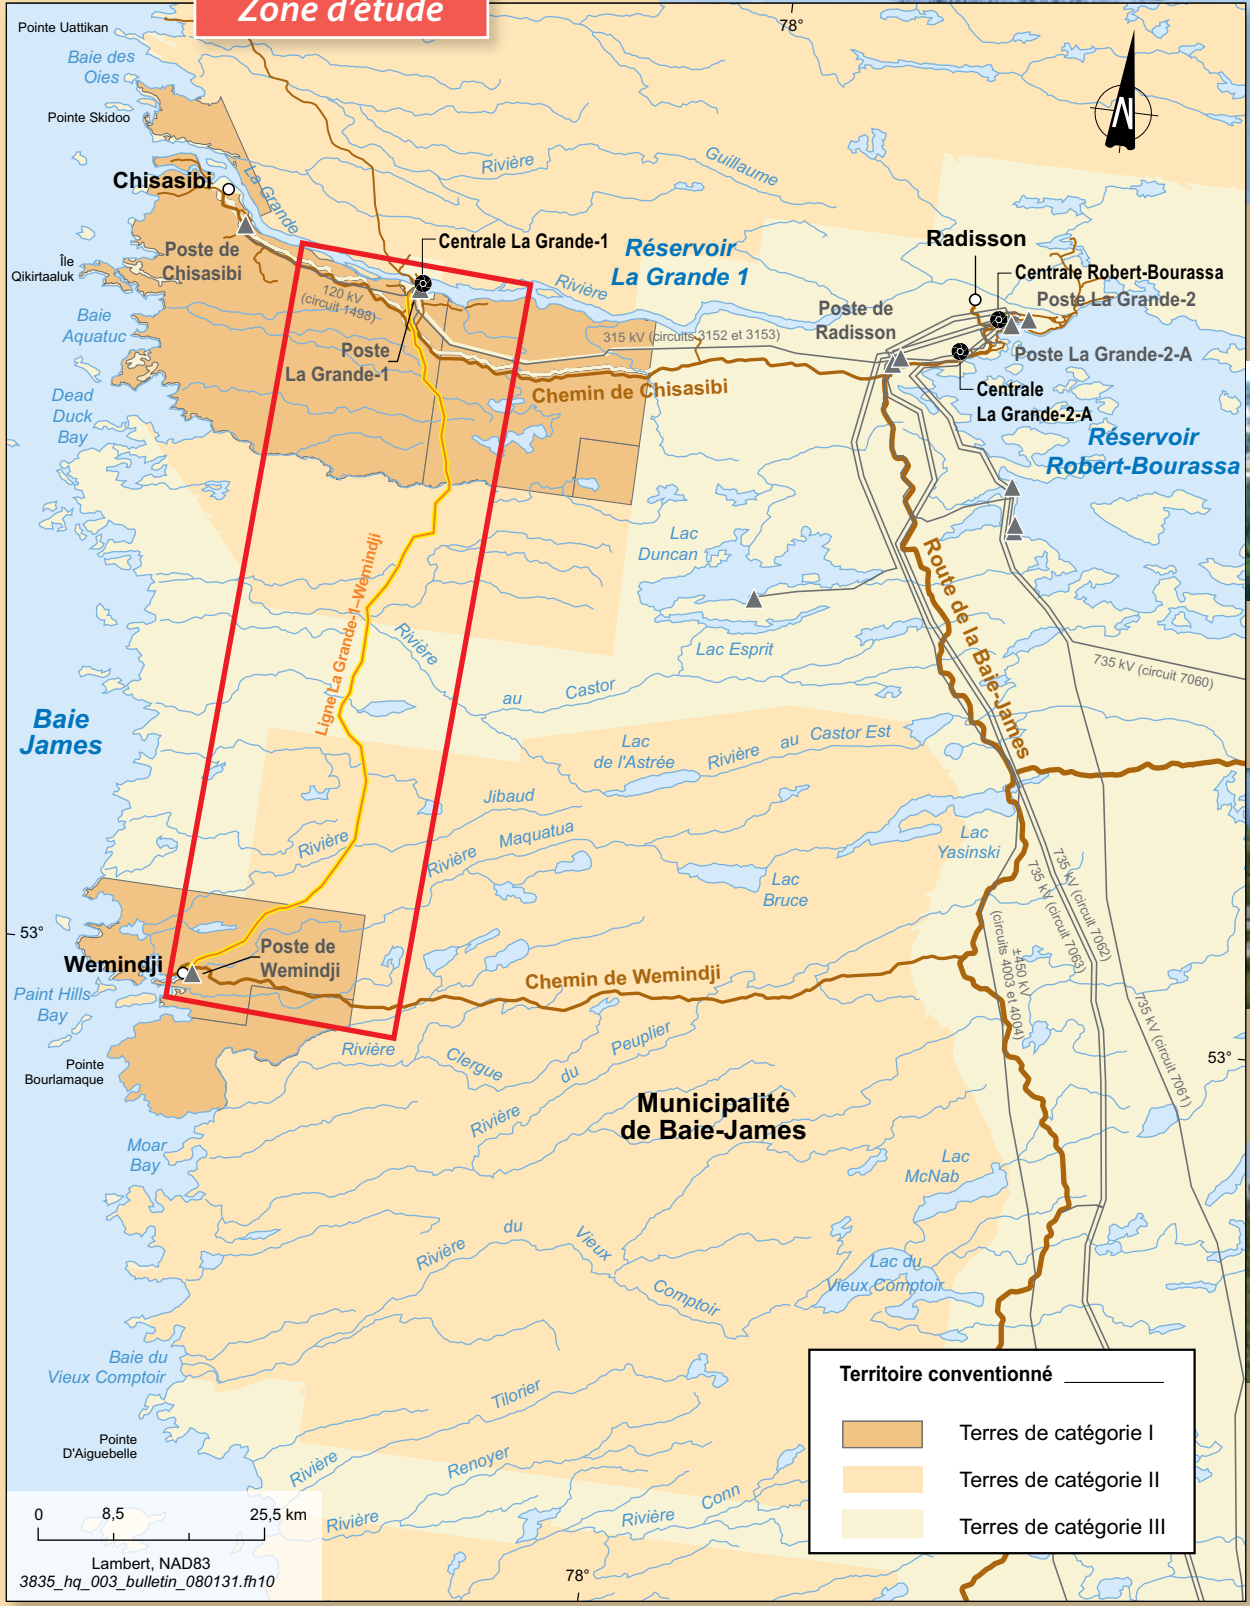 Zone d'étude
78°
Pointe Uattikan
Baie des
Oies
Pointe Skidoo
N
Rivière
Guillaume
Chisasibi
La Grande
Poste de
Chisasibi
Île
Qikirtaaluk
Centrale La Grande-1
Réservoir
La Grande 1
Rivière
Radisson
Centrale Robert-Bourassa
Poste La Grande-2
120 kV
(circuit 1498)
Baie
Aquatuc
Poste
La Grande-1
315 kV (circuits 3152 et 3153)
Poste de
Radisson
Poste La Grande-2-A
Chemin de Chisasibi
Centrale
La Grande-2-A
Dead
Duck
Bay
Réservoir
Robert-Bourassa
Lac
Duncan
Ligne La Grande-1–Wemindji
Route de la Baie-James
Rivière
au
Castor
Lac Esprit
735 kV (circuit 7060)
Baie
James
Lac
de l'Astrée
Rivière
au
Castor Est
Jibaud
Rivière
Maquatua
Rivière
Lac
Yasinski
Lac
Bruce
735 kV (circuit 7062)
735 kV (circuit 7063)
53°
Wemindji
Poste de
Wemindji
Chemin de Wemindji
±450 kV
(circuits 4003 et 4004)
735 kV (circuit 7061)
Paint Hills
Bay
Rivière
Clergue
du
Peuplier
Rivière
53°
Pointe
Bourlamaque
Municipalité
de Baie-James
Moar
Bay
Lac
McNab
Rivière
du
Vieux
Comptoir
Lac du
Vieux Comptoir
Baie du
Vieux Comptoir
Tilorier
Rivière
Pointe
D'Aiguebelle
Renoyer
Rivière
Conn
Rivière
Territoire conventionné
Terres de catégorie I
Terres de catégorie II
Terres de catégorie III
0 8,5 25,5 km
Lambert, NAD83
3835_hq_003_bulletin_080131.fh10
78°